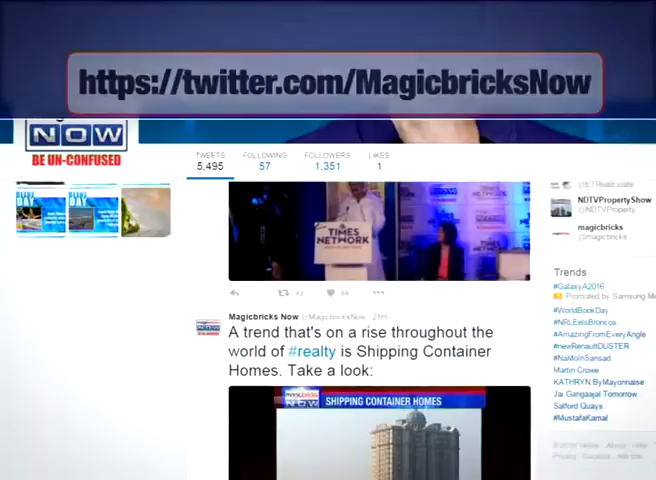 https://twitter.com/MagicbricksNow
NOW
BE UN-CONFUSED
TWEETS FOLLOWING FOLLOWERS LIKES
5,495 57 1,351 1
TIMES
NETWORK
Magicbricks Now @MagicbricksNow 21m
A trend that's on a rise throughout the
world of #realty is Shipping Container
Homes. Take a look:
NOW
SHIPPING CONTAINER HOMES
NDTVPropertyShow
@NDTVProperty
magicbricks
@magicbricks
Trends
#GalaxyA2016
Promoted by Samsung
#WorldBookDay
#NRLEelsBroncos
#AmazingFromEveryAngle
#newRenaultDUSTER
#NaMoInSansad
Martin Crowe
KATHRYN ByMayonnaise
Jai Gangaajal Tomorrow
Salford Quays
#MustafaKamal